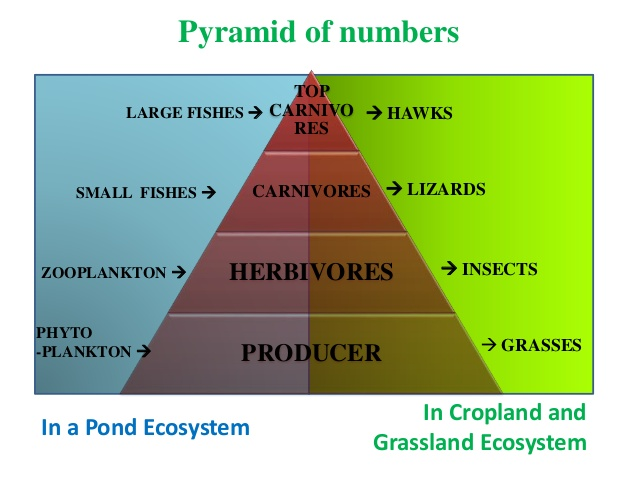 Pyramid of numbers
LARGE FISHES →
TOP
CARNIVO
RES
→ HAWKS
SMALL FISHES →
CARNIVORES
→ LIZARDS
ZOOPLANKTON →
HERBIVORES
→ INSECTS
PHYTO
-PLANKTON →
PRODUCER
→ GRASSES
In a Pond Ecosystem
In Cropland and
Grassland Ecosystem